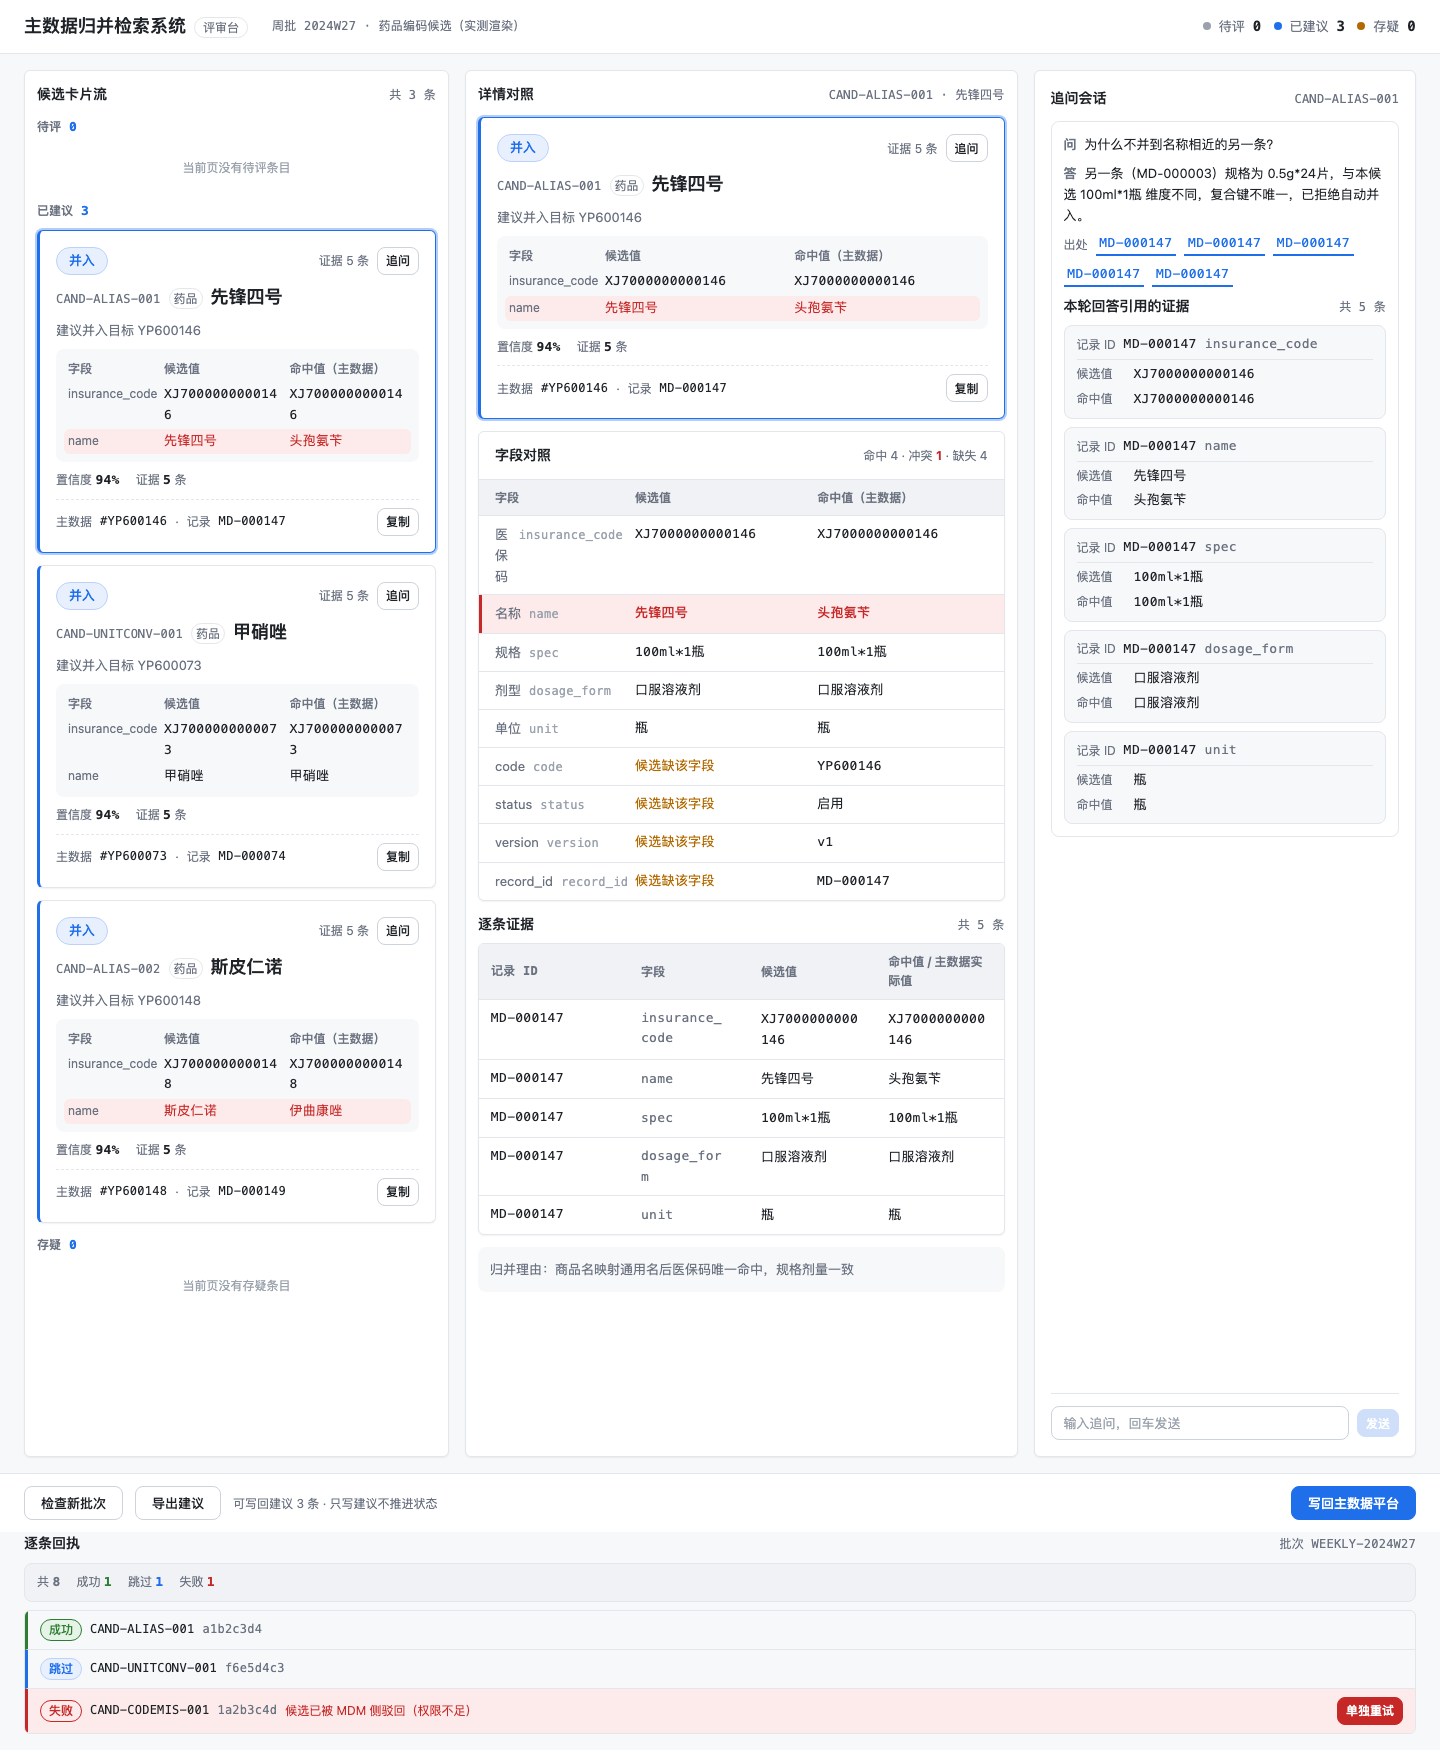 主数据归并检索系统 评审台 周批 2024W27 · 药品编码候选（实测渲染） 待评 0 已建议 3 存疑 0
候选卡片流 共 3 条
待评 0
当前页没有待评条目
已建议 3
并入 证据 5 条 追问
CAND-ALIAS-001 药品 先锋四号
建议并入目标 YP600146
字段 候选值 命中值（主数据）
insurance_code XJ700000000014 XJ700000000014
6 6
name 先锋四号 头孢氨苄
置信度 94% 证据 5 条
主数据 #YP600146 · 记录 MD-000147 复制
并入 证据 5 条 追问
CAND-UNITCONV-001 药品 甲硝唑
建议并入目标 YP600073
字段 候选值 命中值（主数据）
insurance_code XJ700000000007 XJ700000000007
3 3
name 甲硝唑 甲硝唑
置信度 94% 证据 5 条
主数据 #YP600073 · 记录 MD-000074 复制
并入 证据 5 条 追问
CAND-ALIAS-002 药品 斯皮仁诺
建议并入目标 YP600148
字段 候选值 命中值（主数据）
insurance_code XJ700000000014 XJ700000000014
8 8
name 斯皮仁诺 伊曲康唑
置信度 94% 证据 5 条
主数据 #YP600148 · 记录 MD-000149 复制
存疑 0
当前页没有存疑条目
详情对照 CAND-ALIAS-001 · 先锋四号
并入 证据 5 条 追问
CAND-ALIAS-001 药品 先锋四号
建议并入目标 YP600146
字段 候选值 命中值（主数据）
insurance_code XJ7000000000146 XJ7000000000146
name 先锋四号 头孢氨苄
置信度 94% 证据 5 条
主数据 #YP600146 · 记录 MD-000147 复制
字段对照 命中 4 · 冲突 1 · 缺失 4
字段 候选值 命中值（主数据）
医 insurance_code XJ7000000000146 XJ7000000000146
保
码
名称 name 先锋四号 头孢氨苄
规格 spec 100ml*1瓶 100ml*1瓶
剂型 dosage_form 口服溶液剂 口服溶液剂
单位 unit 瓶 瓶
code code 候选缺该字段 YP600146
status status 候选缺该字段 启用
version version 候选缺该字段 v1
record_id record_id 候选缺该字段 MD-000147
逐条证据 共 5 条
记录 ID 字段 候选值 命中值 / 主数据实
际值
MD-000147 insurance_ XJ7000000000 XJ7000000000
code 146 146
MD-000147 name 先锋四号 头孢氨苄
MD-000147 spec 100ml*1瓶 100ml*1瓶
MD-000147 dosage_for 口服溶液剂 口服溶液剂
m
MD-000147 unit 瓶 瓶
归并理由：商品名映射通用名后医保码唯一命中，规格剂量一致
追问会话 CAND-ALIAS-001
问 为什么不并到名称相近的另一条?
答 另一条（MD-000003）规格为 0.5g*24片，与本候
选 100ml*1瓶 维度不同，复合键不唯一，已拒绝自动并
入。
出处 MD-000147 MD-000147 MD-000147
MD-000147 MD-000147
本轮回答引用的证据 共 5 条
记录 ID MD-000147 insurance_code
候选值 XJ7000000000146
命中值 XJ7000000000146
记录 ID MD-000147 name
候选值 先锋四号
命中值 头孢氨苄
记录 ID MD-000147 spec
候选值 100ml*1瓶
命中值 100ml*1瓶
记录 ID MD-000147 dosage_form
候选值 口服溶液剂
命中值 口服溶液剂
记录 ID MD-000147 unit
候选值 瓶
命中值 瓶
输入追问，回车发送 发送
检查新批次 导出建议 可写回建议 3 条 · 只写建议不推进状态 写回主数据平台
逐条回执 批次 WEEKLY-2024W27
共 8 成功 1 跳过 1 失败 1
成功 CAND-ALIAS-001 a1b2c3d4
跳过 CAND-UNITCONV-001 f6e5d4c3
失败 CAND-CODEMIS-001 1a2b3c4d 候选已被 MDM 侧驳回（权限不足） 单独重试